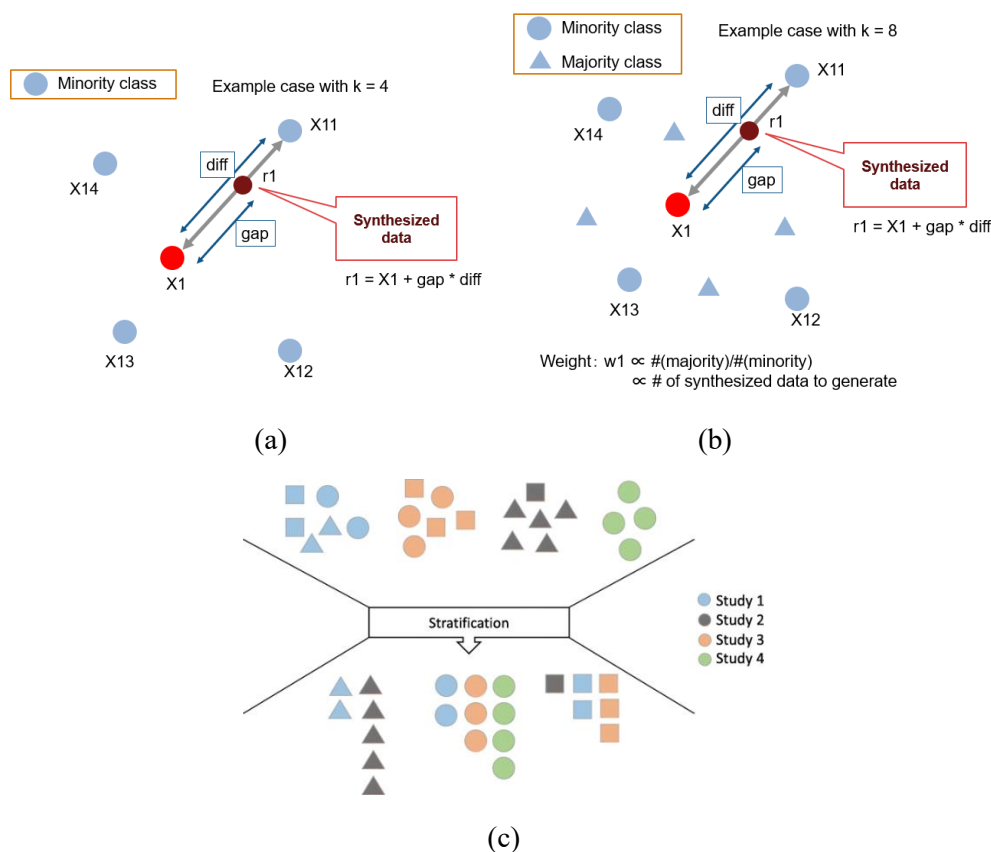 Minority class
Example case with k = 4
X11
diff
r1
X14
Synthesized
data
gap
X1
r1 = X1 + gap * diff
X13
X12
(a)
Minority class
Majority class
Example case with k = 8
X11
diff
X14
r1
Synthesized
data
gap
X1
r1 = X1 + gap * diff
X13
X12
Weight: w1 ∝ #(majority)/#(minority)
∝ # of synthesized data to generate
(b)
Stratification
Study 1
Study 2
Study 3
Study 4
(c)